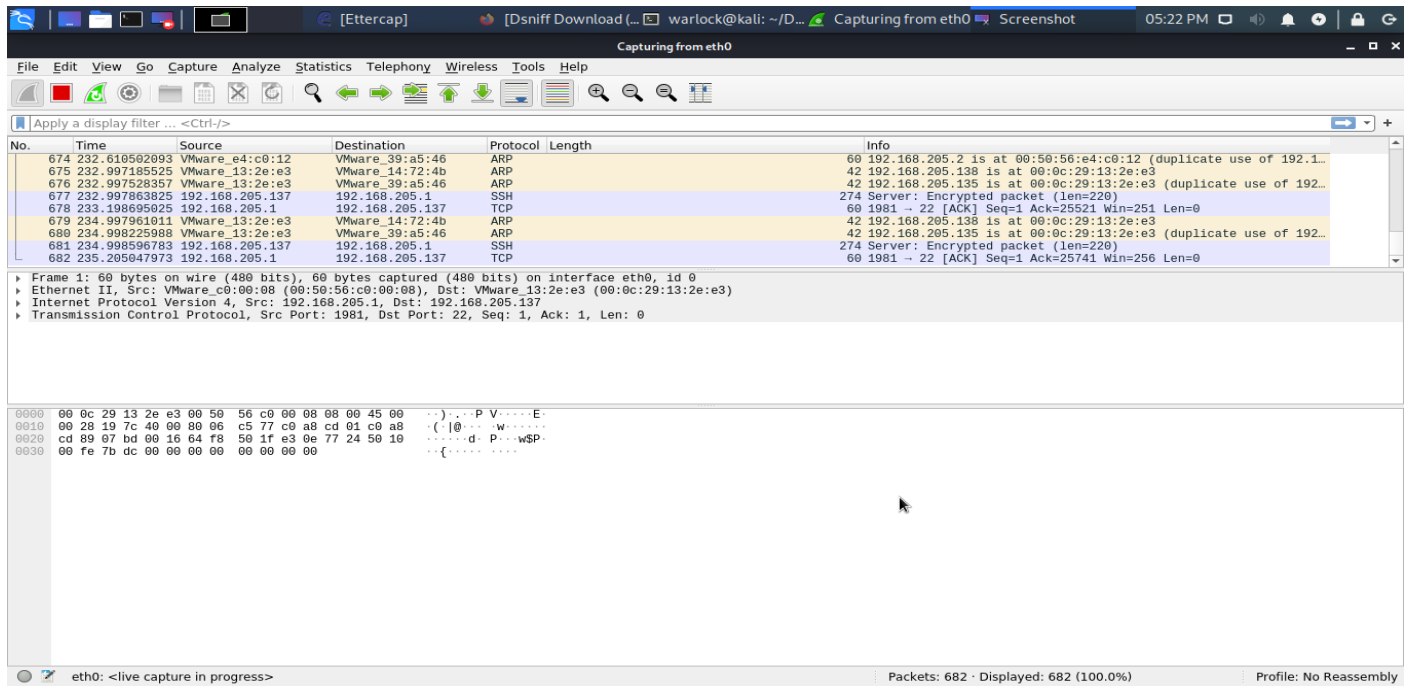 [Ettercap] [Dsniff Download (... warlock@kali: ~/D... Capturing from eth0 Screenshot 05:22 PM
Capturing from eth0
File Edit View Go Capture Analyze Statistics Telephony Wireless Tools Help
Apply a display filter ... <Ctrl-/>
No. Time Source Destination Protocol Length Info
674 232.610502093 VMware_e4:c0:12 VMware_39:a5:46 ARP 60 192.168.205.2 is at 00:50:56:e4:c0:12 (duplicate use of 192.1...
675 232.997185525 VMware_13:2e:e3 VMware_14:72:4b ARP 42 192.168.205.138 is at 00:0c:29:13:2e:e3
676 232.997528357 VMware_13:2e:e3 VMware_39:a5:46 ARP 42 192.168.205.135 is at 00:0c:29:13:2e:e3 (duplicate use of 192...
677 232.997863825 192.168.205.137 192.168.205.1 SSH 274 Server: Encrypted packet (len=220)
678 233.198695025 192.168.205.1 192.168.205.137 TCP 60 1981 → 22 [ACK] Seq=1 Ack=25521 Win=251 Len=0
679 234.997961011 VMware_13:2e:e3 VMware_14:72:4b ARP 42 192.168.205.138 is at 00:0c:29:13:2e:e3
680 234.998225988 VMware_13:2e:e3 VMware_39:a5:46 ARP 42 192.168.205.135 is at 00:0c:29:13:2e:e3 (duplicate use of 192...
681 234.998596783 192.168.205.137 192.168.205.1 SSH 274 Server: Encrypted packet (len=220)
682 235.205047973 192.168.205.1 192.168.205.137 TCP 60 1981 → 22 [ACK] Seq=1 Ack=25741 Win=256 Len=0
Frame 1: 60 bytes on wire (480 bits), 60 bytes captured (480 bits) on interface eth0, id 0
Ethernet II, Src: VMware_c0:00:08 (00:50:56:c0:00:08), Dst: VMware_13:2e:e3 (00:0c:29:13:2e:e3)
Internet Protocol Version 4, Src: 192.168.205.1, Dst: 192.168.205.137
Transmission Control Protocol, Src Port: 1981, Dst Port: 22, Seq: 1, Ack: 1, Len: 0
0000 00 0c 29 13 2e e3 00 50 56 c0 00 08 08 00 45 00 ··)·.··P V·····E·
0010 00 28 19 7c 40 00 80 06 c5 77 c0 a8 cd 01 c0 a8 ·(·|@··· ·w······
0020 cd 89 07 bd 00 16 64 f8 50 1f e3 0e 77 24 50 10 ······d· P···w$P·
0030 00 fe 7b dc 00 00 00 00 00 00 00 00 ··{····· ····
eth0: <live capture in progress> Packets: 682 · Displayed: 682 (100.0%) Profile: No Reassembly